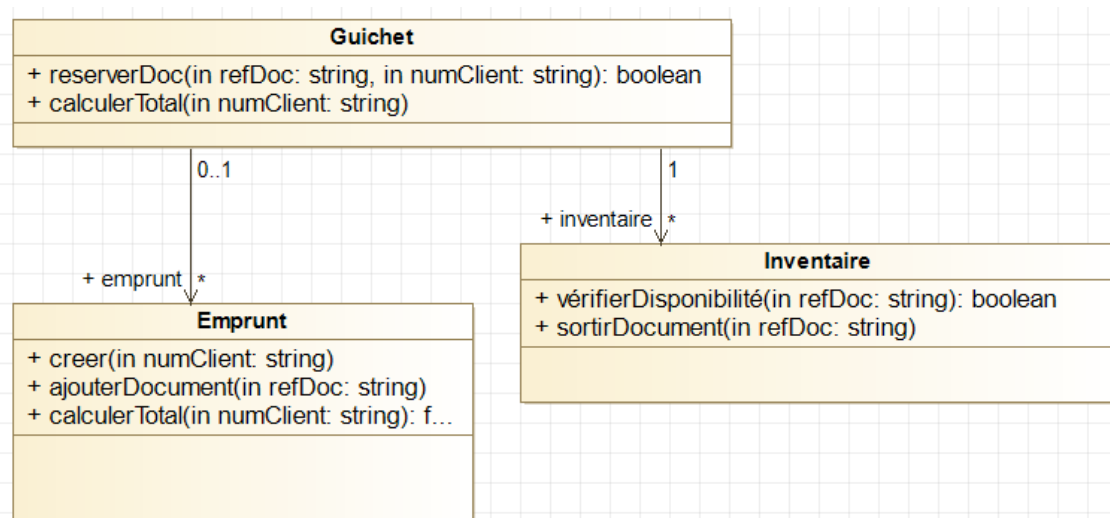 Guichet
+ reserverDoc(in refDoc: string, in numClient: string): boolean
+ calculerTotal(in numClient: string)
0..1
1
+ inventaire *
+ emprunt *
Inventaire
+ vérifierDisponibilité(in refDoc: string): boolean
+ sortirDocument(in refDoc: string)
Emprunt
+ creer(in numClient: string)
+ ajouterDocument(in refDoc: string)
+ calculerTotal(in numClient: string): f...